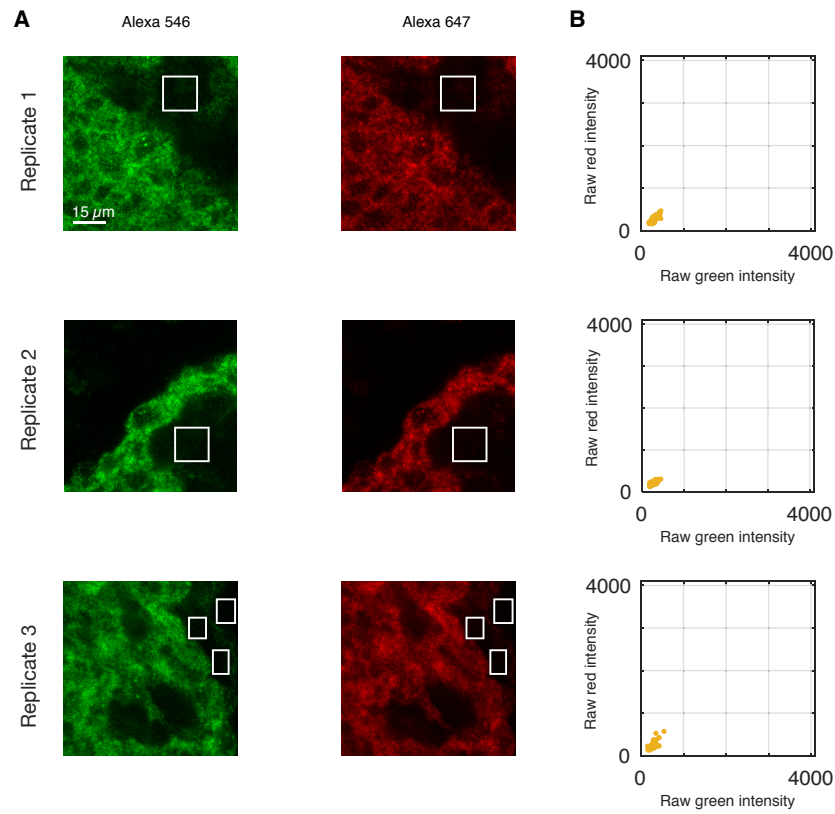 A
Alexa 546
Alexa 647
B
Replicate 1
15 µm
Raw red intensity
4000
0
0
4000
Raw green intensity
Replicate 2
Raw red intensity
4000
0
0
4000
Raw green intensity
Replicate 3
Raw red intensity
4000
0
0
4000
Raw green intensity